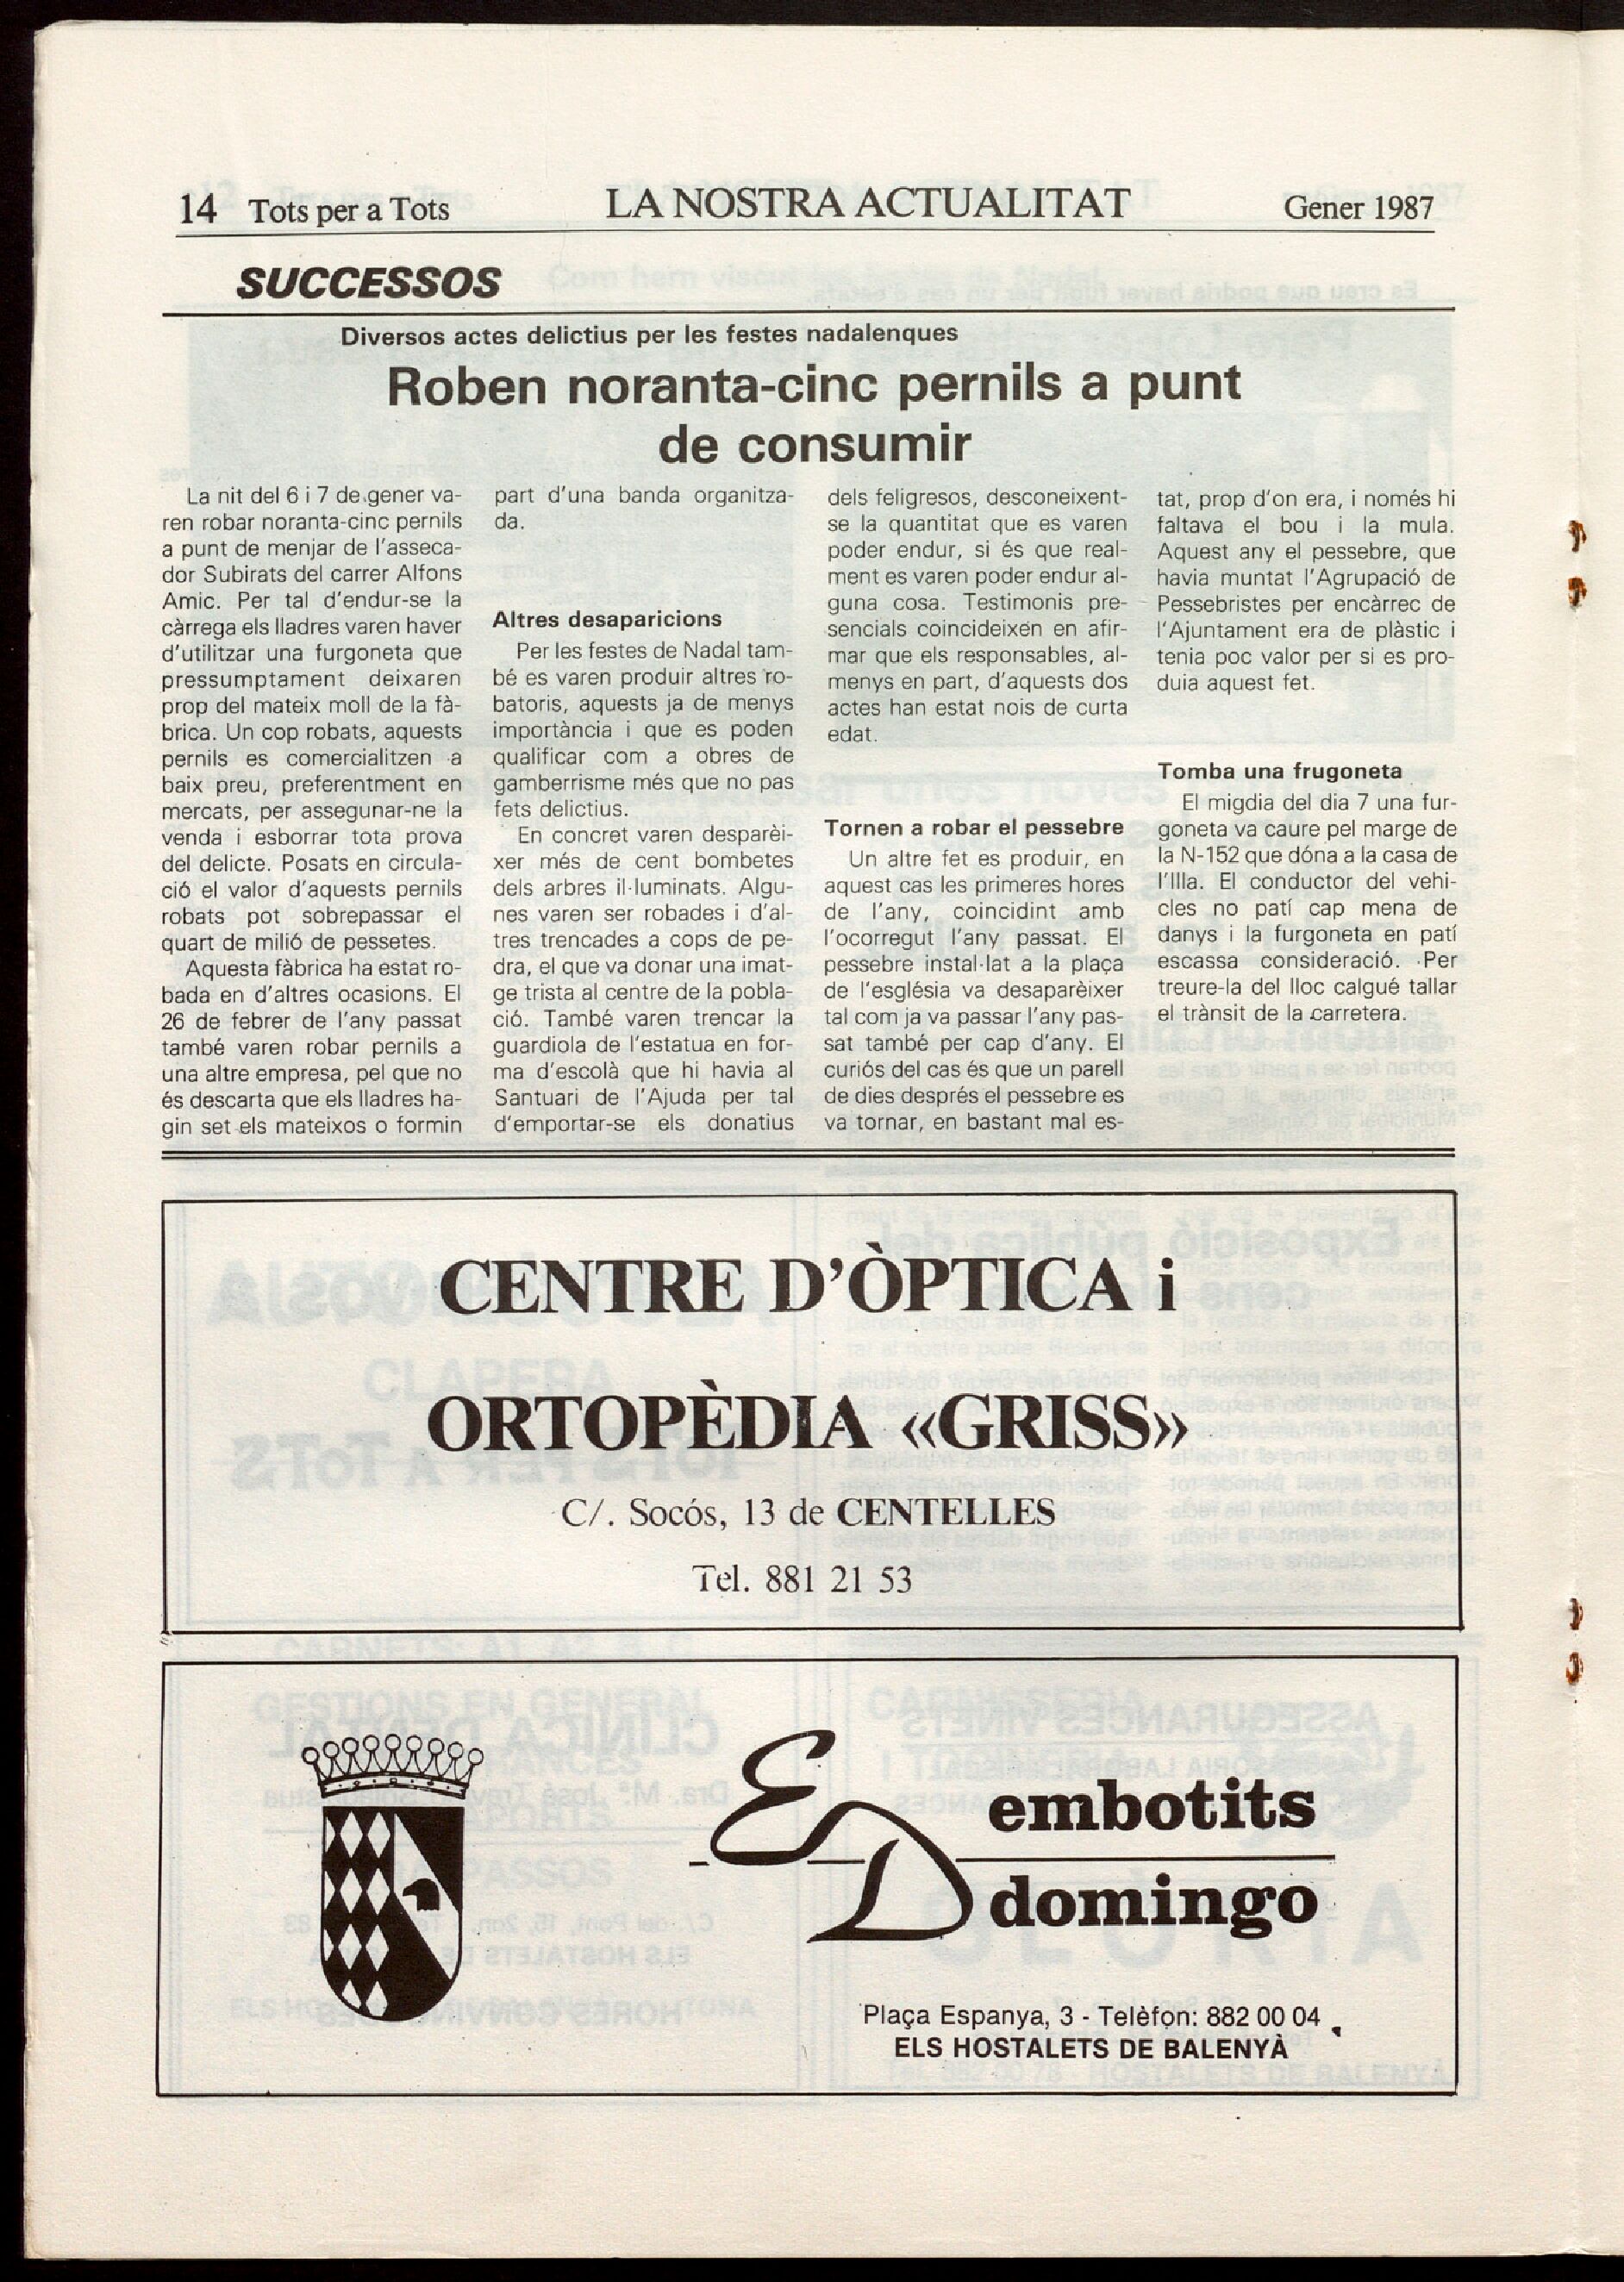 14 Tots per a Tots LA NOSTRA ACTUALITAT Gener 1987
SUCCESSOS
Diversos actes delictius per les festes nadalenques
Roben noranta-cinc pernils a punt
de consumir
La nit del 6 i 7 de gener va-
ren robar noranta-cinc pernils
a punt de menjar de l'asseca-
dor Subirats del carrer Alfons
Amic. Per tal d'endur-se la
càrrega els lladres varen haver
d'utilitzar una furgoneta que
pressumptament deixaren
prop del mateix moll de la fà-
brica. Un cop robats, aquests
pernils es comercialitzen a
baix preu, preferentment en
mercats, per assegunar-ne la
venda i esborrar tota prova
del delicte. Posats en circula-
ció el valor d'aquests pernils
robats pot sobrepassar el
quart de milió de pessetes.
Aquesta fàbrica ha estat ro-
bada en d'altres ocasions. El
26 de febrer de l'any passat
també varen robar pernils a
una altre empresa, pel que no
és descarta que els lladres ha-
gin set els mateixos o formin
part d'una banda organitza-
da.
Altres desaparicions
Per les festes de Nadal tam-
bé es varen produir altres ro-
batoris, aquests ja de menys
importància i que es poden
qualificar com a obres de
gamberrisme més que no pas
fets delictius.
En concret varen desparèi-
xer més de cent bombetes
dels arbres il·luminats. Algu-
nes varen ser robades i d'al-
tres trencades a cops de pe-
dra, el que va donar una imat-
ge trista al centre de la pobla-
ció. També varen trencar la
guardiola de l'estatua en for-
ma d'escolà que hi havia al
Santuari de l'Ajuda per tal
d'emportar-se els donatius
dels feligresos, desconeixent-
se la quantitat que es varen
poder endur, si és que real-
ment es varen poder endur al-
guna cosa. Testimonis pre-
sencials coincideixen en afir-
mar que els responsables, al-
menys en part, d'aquests dos
actes han estat nois de curta
edat.
Tornen a robar el pessebre
Un altre fet es produir, en
aquest cas les primeres hores
de l'any, coincidint amb
l'ocorregut l'any passat. El
pessebre instal·lat a la plaça
de l'església va desaparèixer
tal com ja va passar l'any pas-
sat també per cap d'any. El
curiós del cas és que un parell
de dies després el pessebre es
va tornar, en bastant mal es-
tat, prop d'on era, i només hi
faltava el bou i la mula.
Aquest any el pessebre, que
havia muntat l'Agrupació de
Pessebristes per encàrrec de
l'Ajuntament era de plàstic i
tenia poc valor per si es pro-
duia aquest fet.
Tomba una frugoneta
El migdia del dia 7 una fur-
goneta va caure pel marge de
la N-152 que dóna a la casa de
l'Illa. El conductor del vehi-
cles no patí cap mena de
danys i la furgoneta en patí
escassa consideració. Per
treure-la del lloc calgué tallar
el trànsit de la carretera.
CENTRE D'ÒPTICA i
ORTOPÈDIA «GRISS»
C/. Socós, 13 de CENTELLES
Tel. 881 21 53
ED
embotits
domingo
Plaça Espanya, 3 - Telèfon: 882 00 04
ELS HOSTALETS DE BALENYÀ